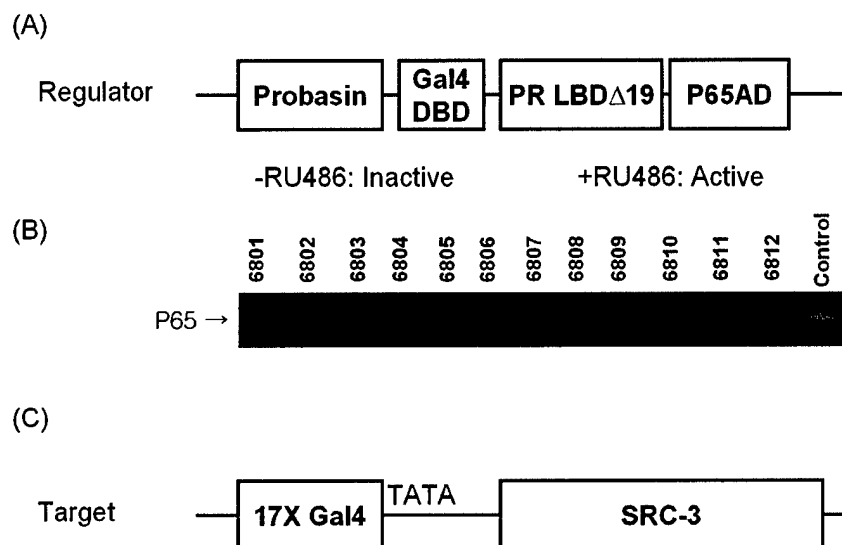 (A)
Regulator
Probasin
Gal4
DBD
PR LBDΔ19
P65AD
-RU486: Inactive
+RU486: Active
(B)
6801
6802
6803
6804
6805
6806
6807
6808
6809
6810
6811
6812
Control
P65 →
(C)
Target
17X Gal4
TATA
SRC-3